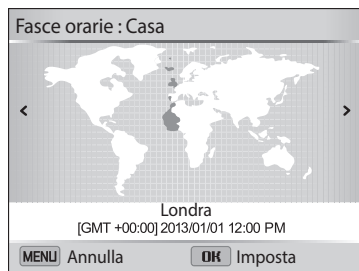 Fasce orarie : Casa
Londra
[GMT +00:00] 2013/01/01 12:00 PM
MENU Annulla OK Imposta